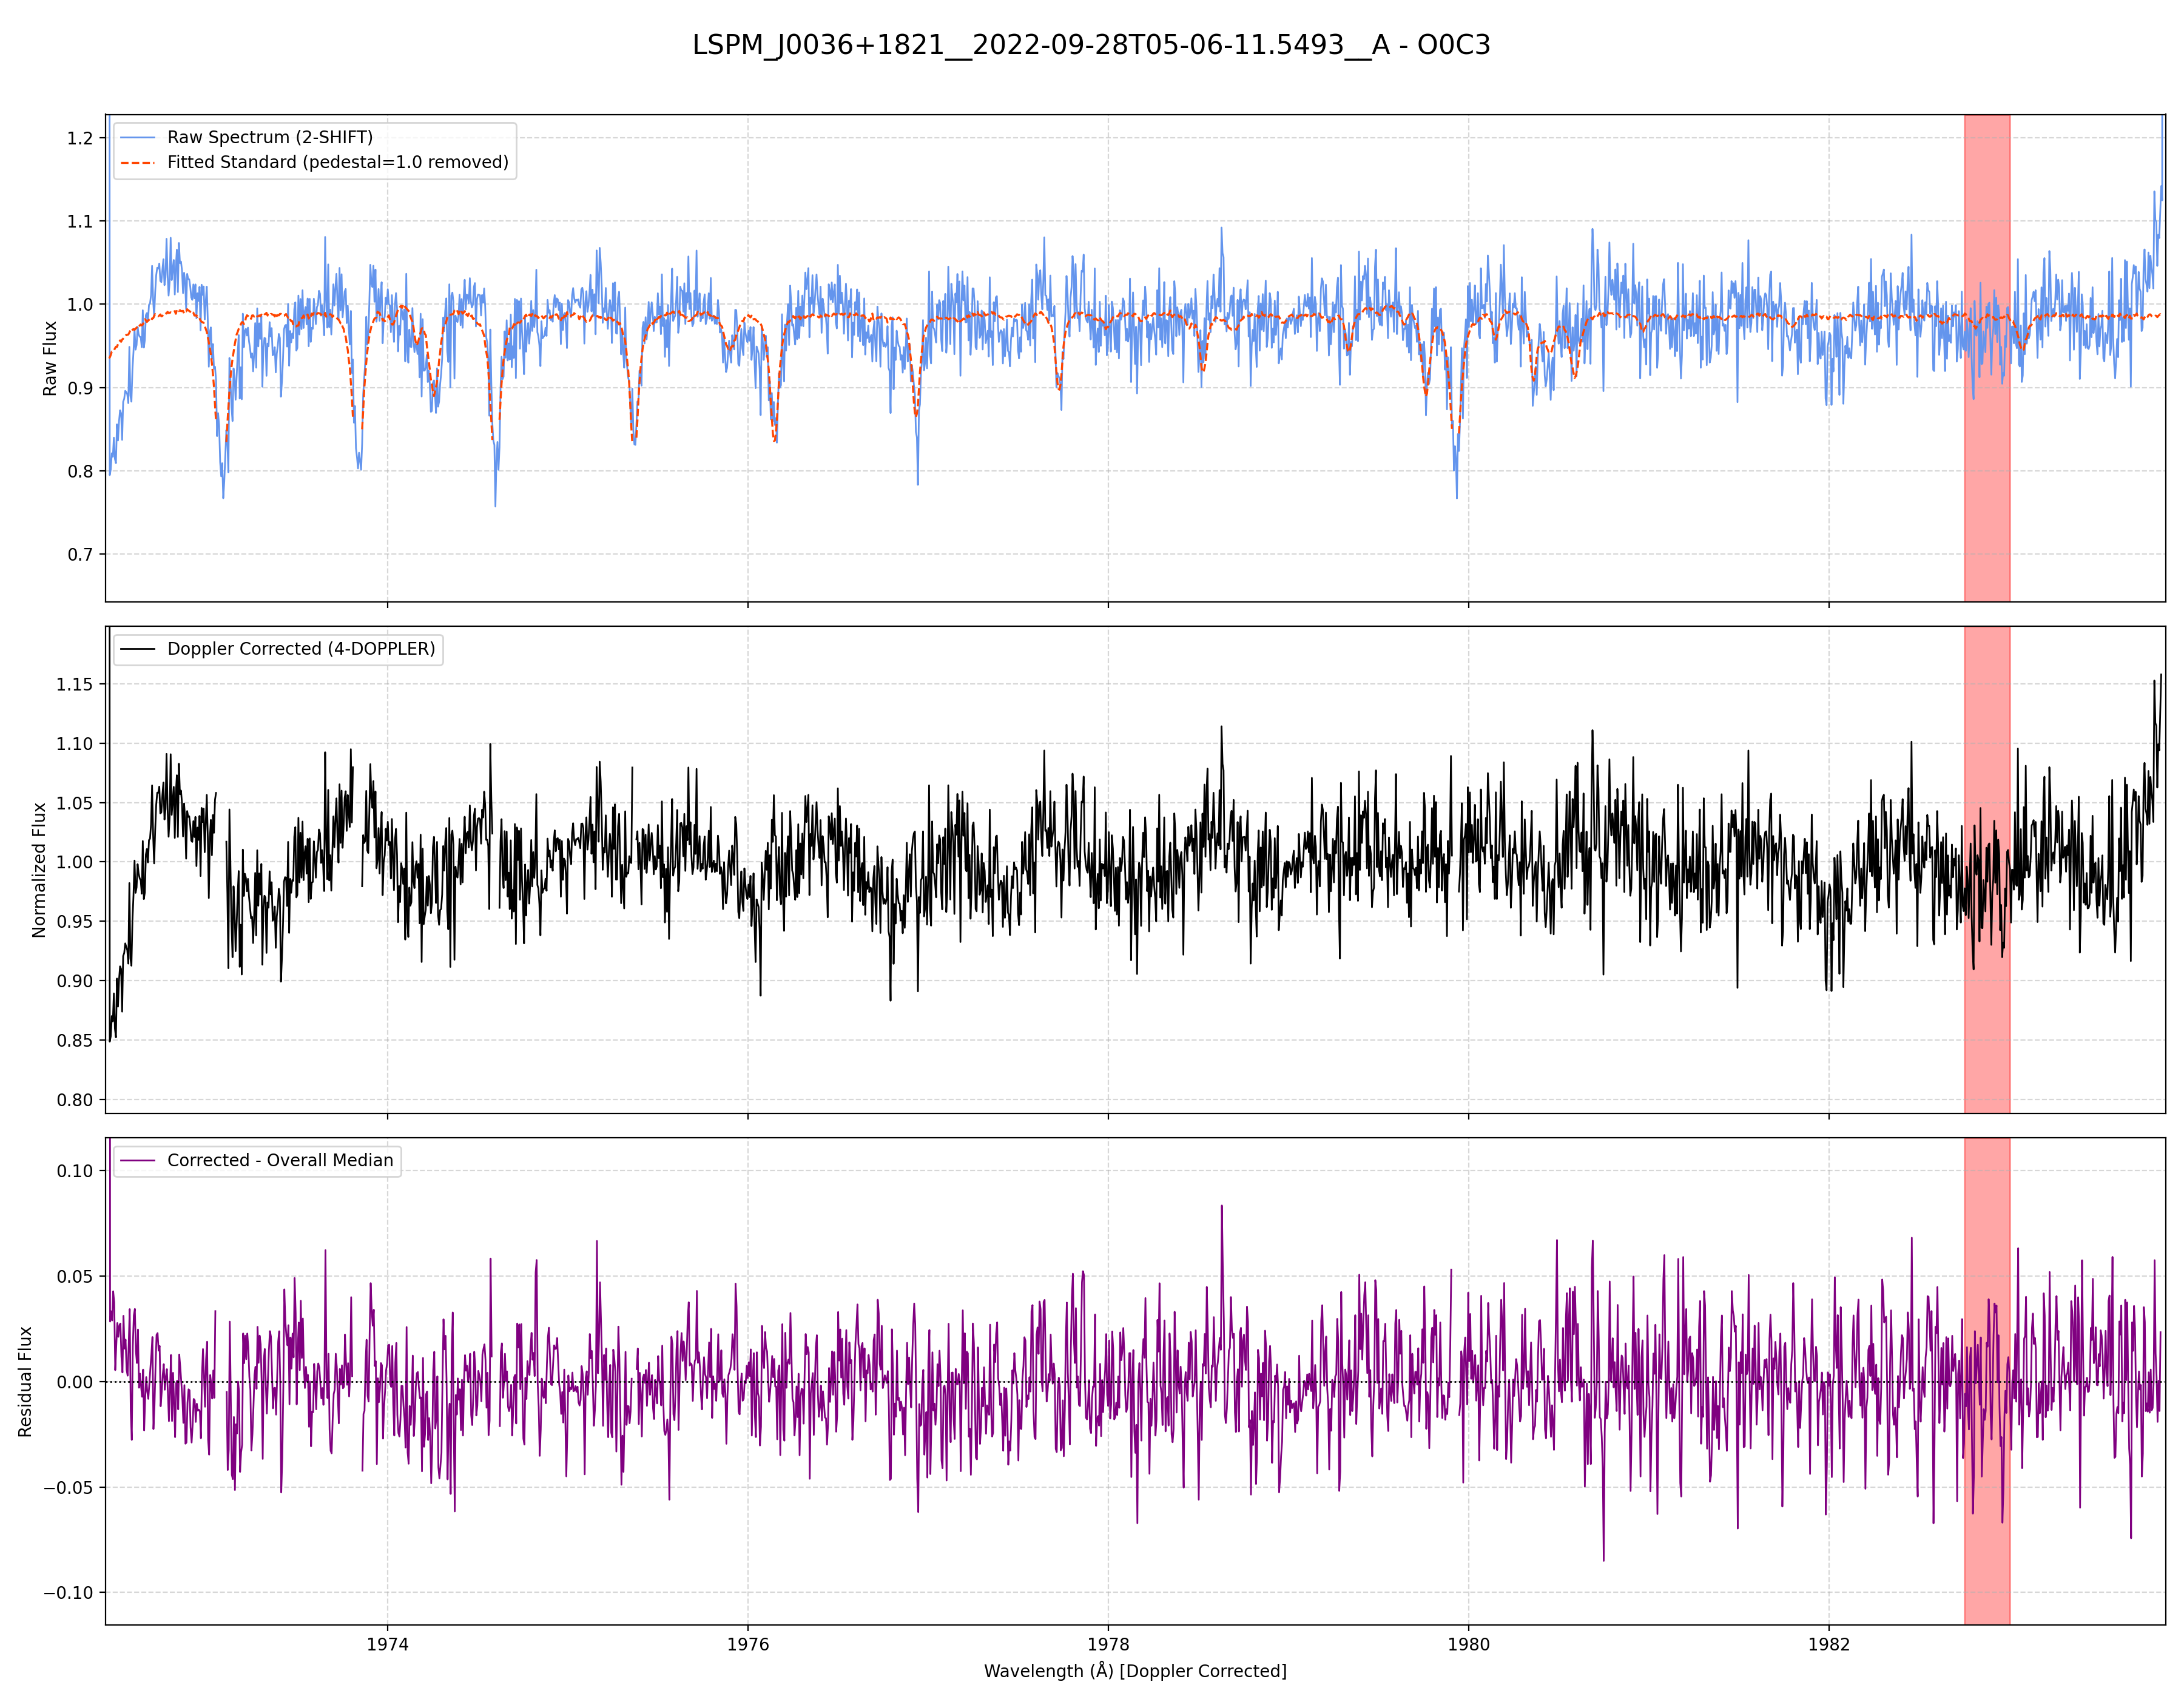 LSPM_J0036+1821__2022-09-28T05-06-11.5493__A - O0C3
Raw Spectrum (2-SHIFT)
Fitted Standard (pedestal=1.0 removed)
1.2
1.1
1.0
0.9
0.8
0.7
Raw Flux
Doppler Corrected (4-DOPPLER)
1.15
1.10
1.05
1.00
0.95
0.90
0.85
0.80
Normalized Flux
Corrected - Overall Median
0.10
0.05
0.00
−0.05
−0.10
Residual Flux
1974
1976
1978
1980
1982
Wavelength (Å) [Doppler Corrected]